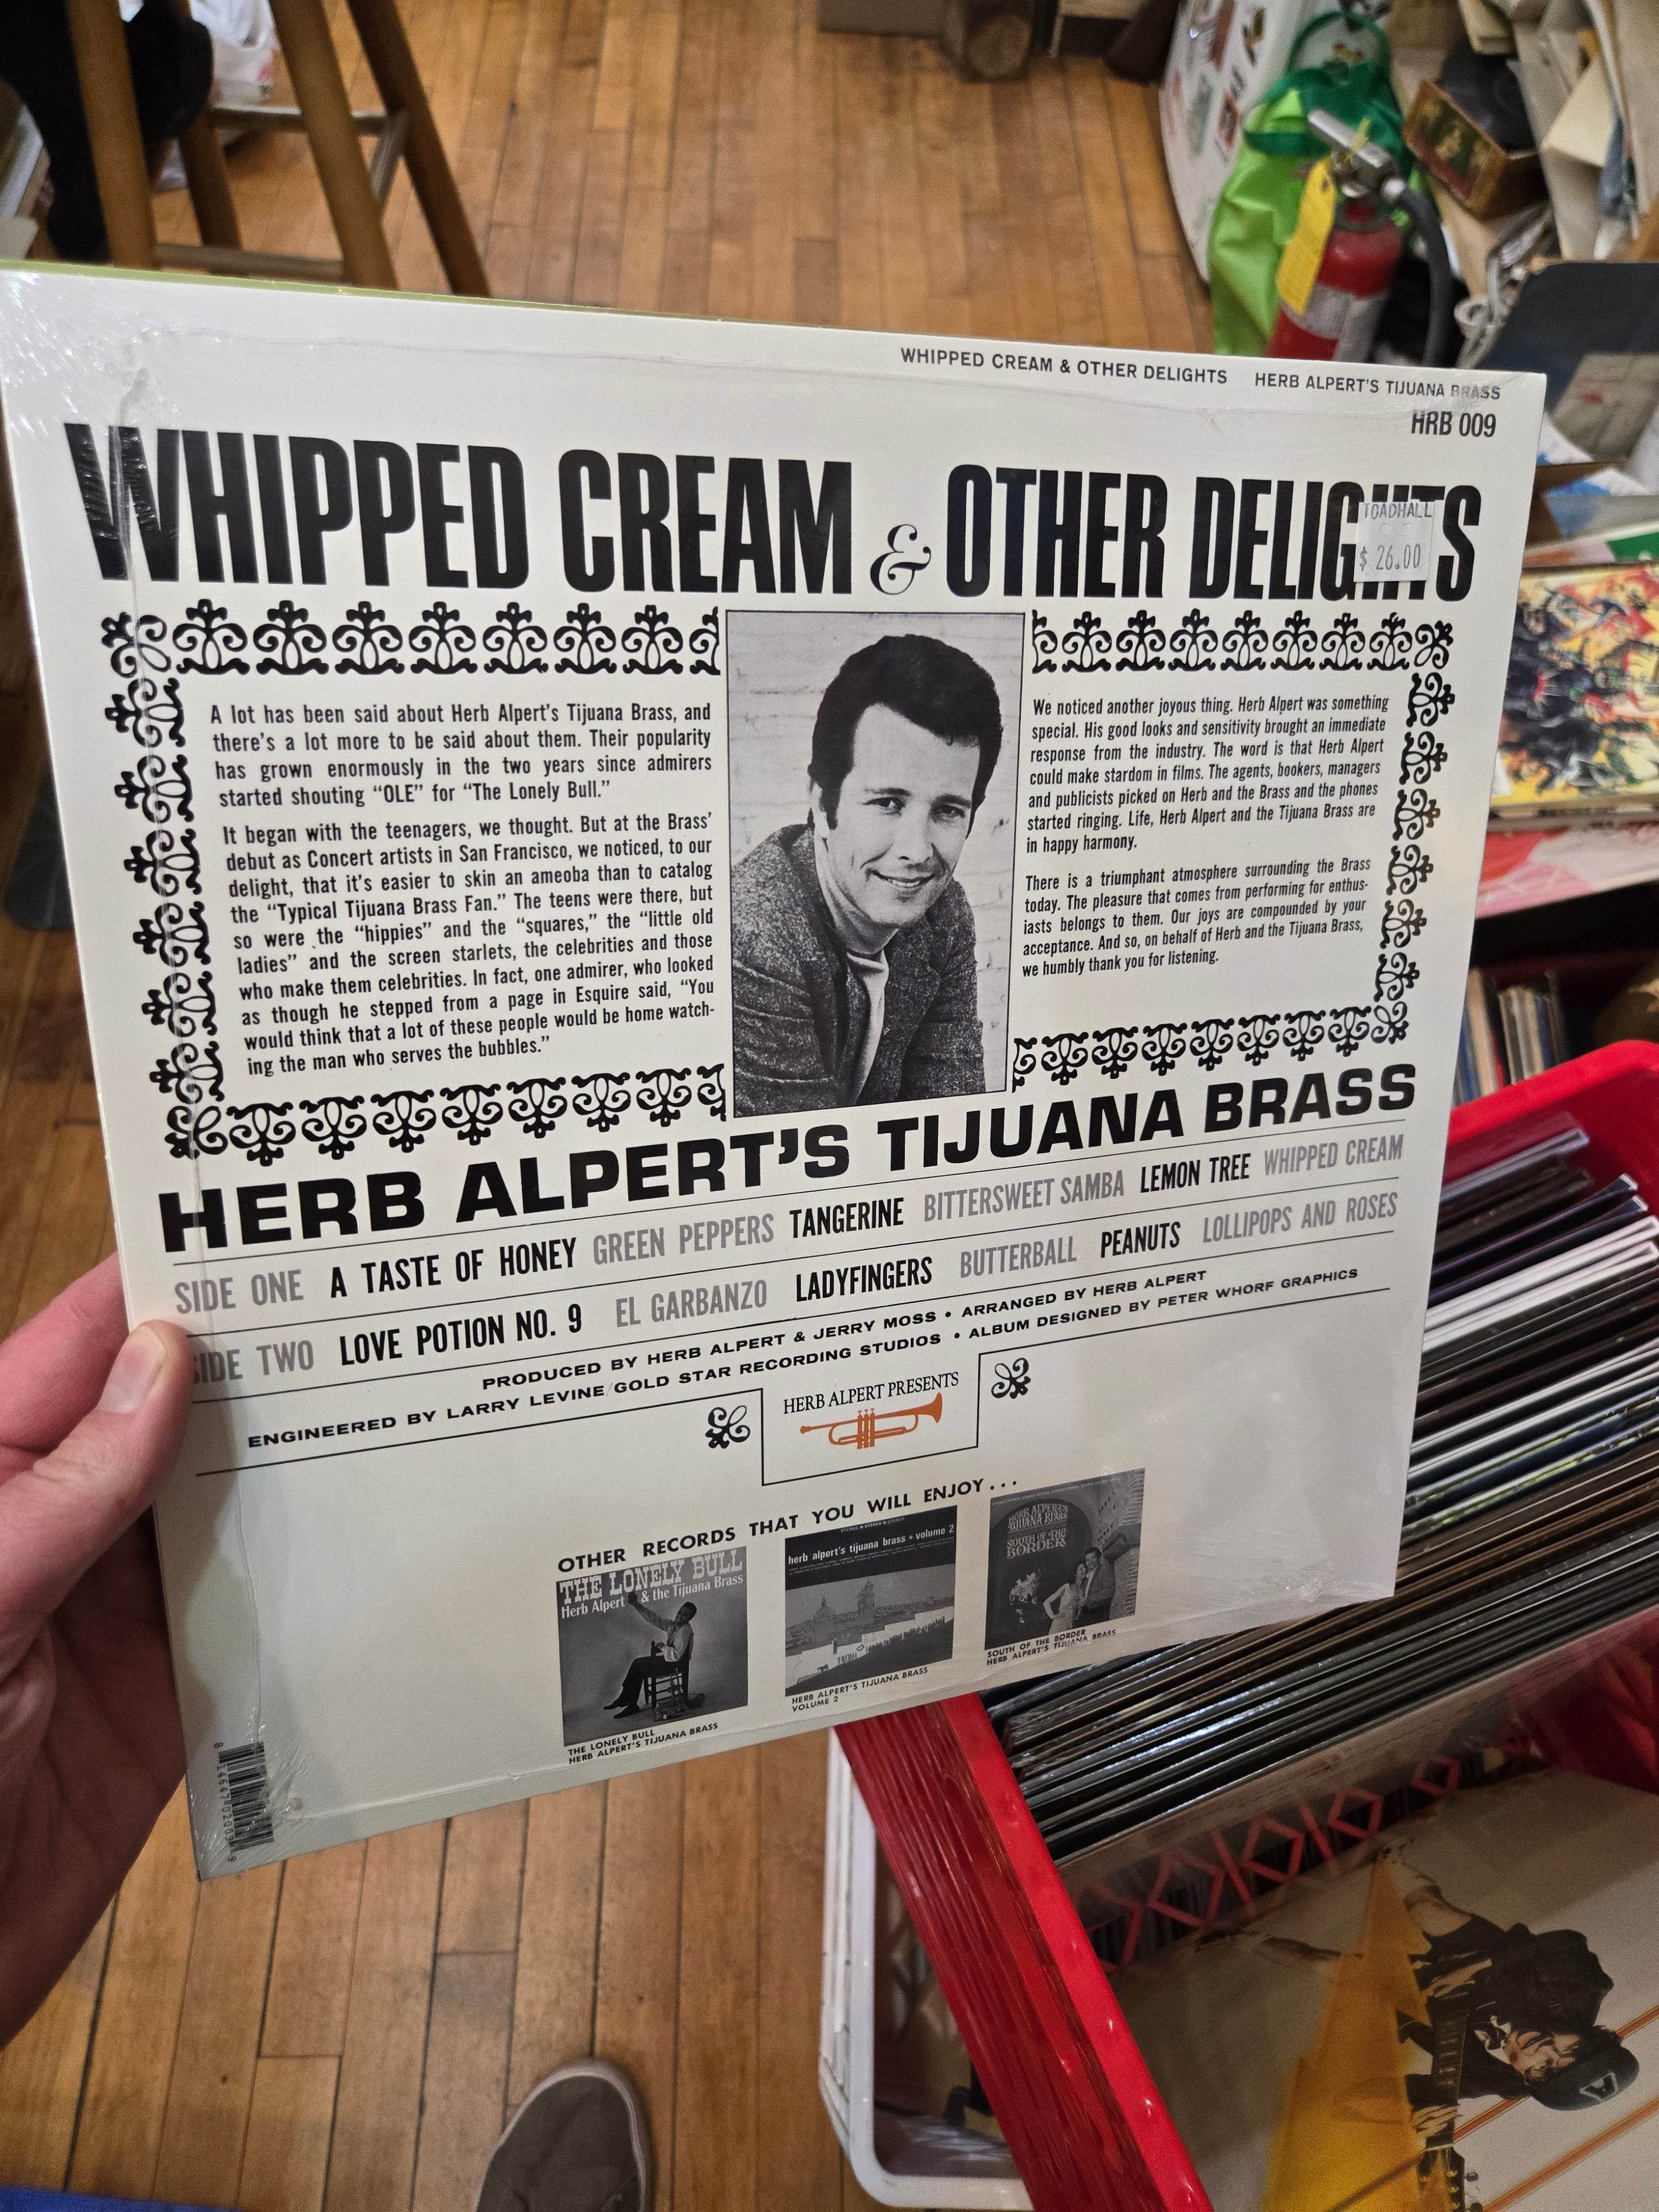 WHIPPED CREAM & OTHER DELIGHTS HERB ALPERT'S TIJUANA BRASS
HRB 009
WHIPPED CREAM & OTHER DELIGHTS
TOADHALL
$ 26.00
A lot has been said about Herb Alpert's Tijuana Brass, and
there's a lot more to be said about them. Their popularity
has grown enormously in the two years since admirers
started shouting "OLE" for "The Lonely Bull."
It began with the teenagers, we thought. But at the Brass'
debut as Concert artists in San Francisco, we noticed, to our
delight, that it's easier to skin an ameoba than to catalog
the "Typical Tijuana Brass Fan." The teens were there, but
so were the "hippies" and the "squares," the "little old
ladies" and the screen starlets, the celebrities and those
who make them celebrities. In fact, one admirer, who looked
as though he stepped from a page in Esquire said, "You
would think that a lot of these people would be home watch-
ing the man who serves the bubbles."
We noticed another joyous thing. Herb Alpert was something
special. His good looks and sensitivity brought an immediate
response from the industry. The word is that Herb Alpert
could make stardom in films. The agents, bookers, managers
and publicists picked on Herb and the Brass and the phones
started ringing. Life, Herb Alpert and the Tijuana Brass are
in happy harmony.
There is a triumphant atmosphere surrounding the Brass
today. The pleasure that comes from performing for enthus-
iasts belongs to them. Our joys are compounded by your
acceptance. And so, on behalf of Herb and the Tijuana Brass,
we humbly thank you for listening.
HERB ALPERT'S TIJUANA BRASS
SIDE ONE A TASTE OF HONEY GREEN PEPPERS TANGERINE BITTERSWEET SAMBA LEMON TREE WHIPPED CREAM
SIDE TWO LOVE POTION NO. 9 EL GARBANZO LADYFINGERS BUTTERBALL PEANUTS LOLLIPOPS AND ROSES
PRODUCED BY HERB ALPERT & JERRY MOSS • ARRANGED BY HERB ALPERT
ENGINEERED BY LARRY LEVINE/GOLD STAR RECORDING STUDIOS • ALBUM DESIGNED BY PETER WHORF GRAPHICS
HERB ALPERT PRESENTS
OTHER RECORDS THAT YOU WILL ENJOY...
THE LONELY BULL
Herb Alpert & the Tijuana Brass
THE LONELY BULL
HERB ALPERT'S TIJUANA BRASS
herb alpert's tijuana brass • volume 2
HERB ALPERT'S TIJUANA BRASS
VOLUME 2
HERB ALPERT'S
TIJUANA BRASS
SOUTH OF THE
BORDER
SOUTH OF THE BORDER
HERB ALPERT'S TIJUANA BRASS